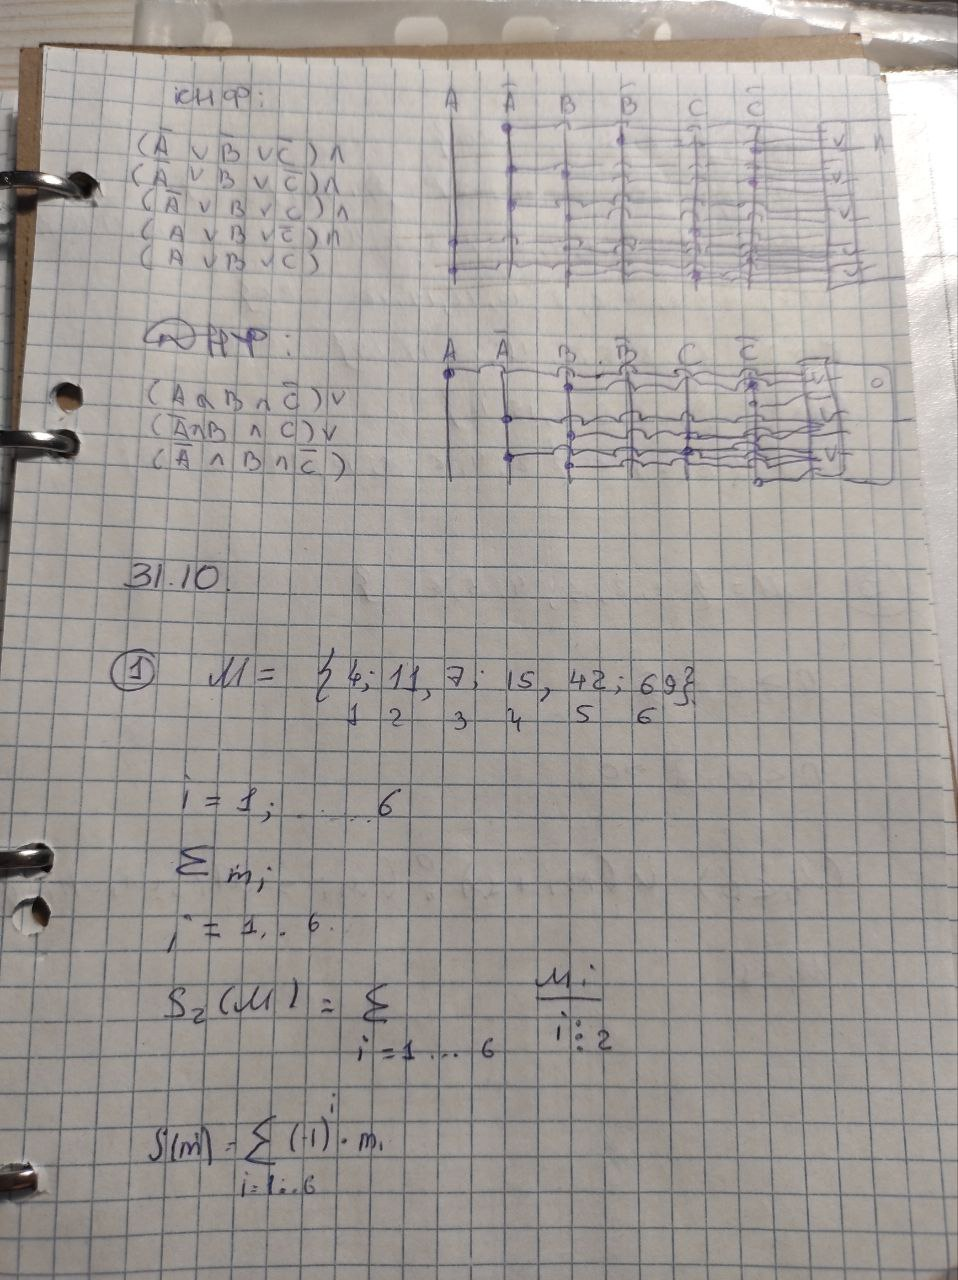 КНФ:
A Ā B B̄ C C̄
(Ā ∨ B̄ ∨ C̄) ∧
(Ā ∨ B ∨ C̄) ∧
(Ā ∨ B ∨ C) ∧
(A ∨ B ∨ C̄) ∧
(A ∨ B ∨ C)
ДНФ:
A Ā B B̄ C C̄
(A ∧ B ∧ C̄) ∨
(Ā ∧ B ∧ C) ∨
(Ā ∧ B ∧ C̄)
31.10.
① M = {4; 11, 7; 15, 42; 69}
1 2 3 4 5 6
i = 1; ......6
Σ mi
i = 1...6.
S₂(M) = Σ Mi
i = 1 ... 6 i⋮2
S(m) = Σ (-1)^i · mi
i=1...6